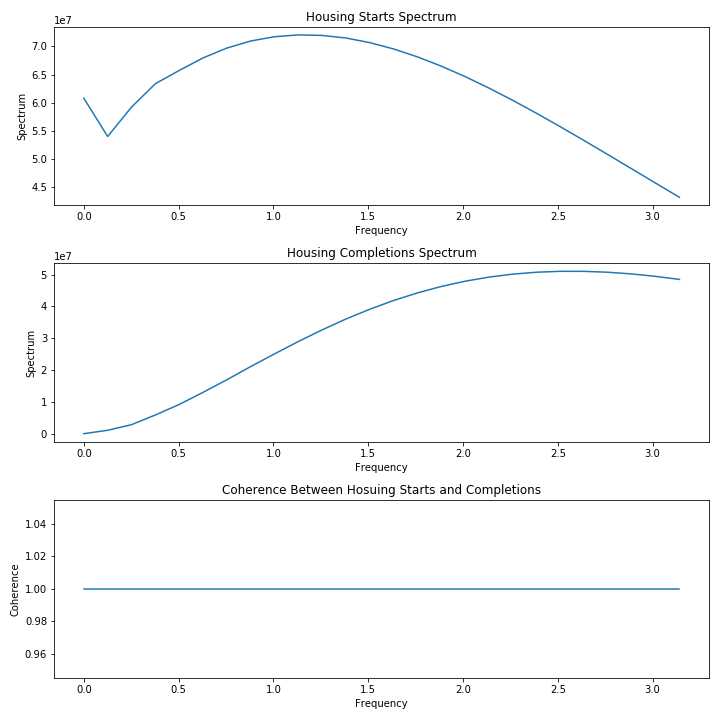 Housing Starts Spectrum
1e7
7.0
6.5
6.0
5.5
5.0
4.5
Spectrum
0.0 0.5 1.0 1.5 2.0 2.5 3.0
Frequency
Housing Completions Spectrum
1e7
5
4
3
2
1
0
Spectrum
0.0 0.5 1.0 1.5 2.0 2.5 3.0
Frequency
Coherence Between Hosuing Starts and Completions
1.04
1.02
1.00
0.98
0.96
Coherence
0.0 0.5 1.0 1.5 2.0 2.5 3.0
Frequency